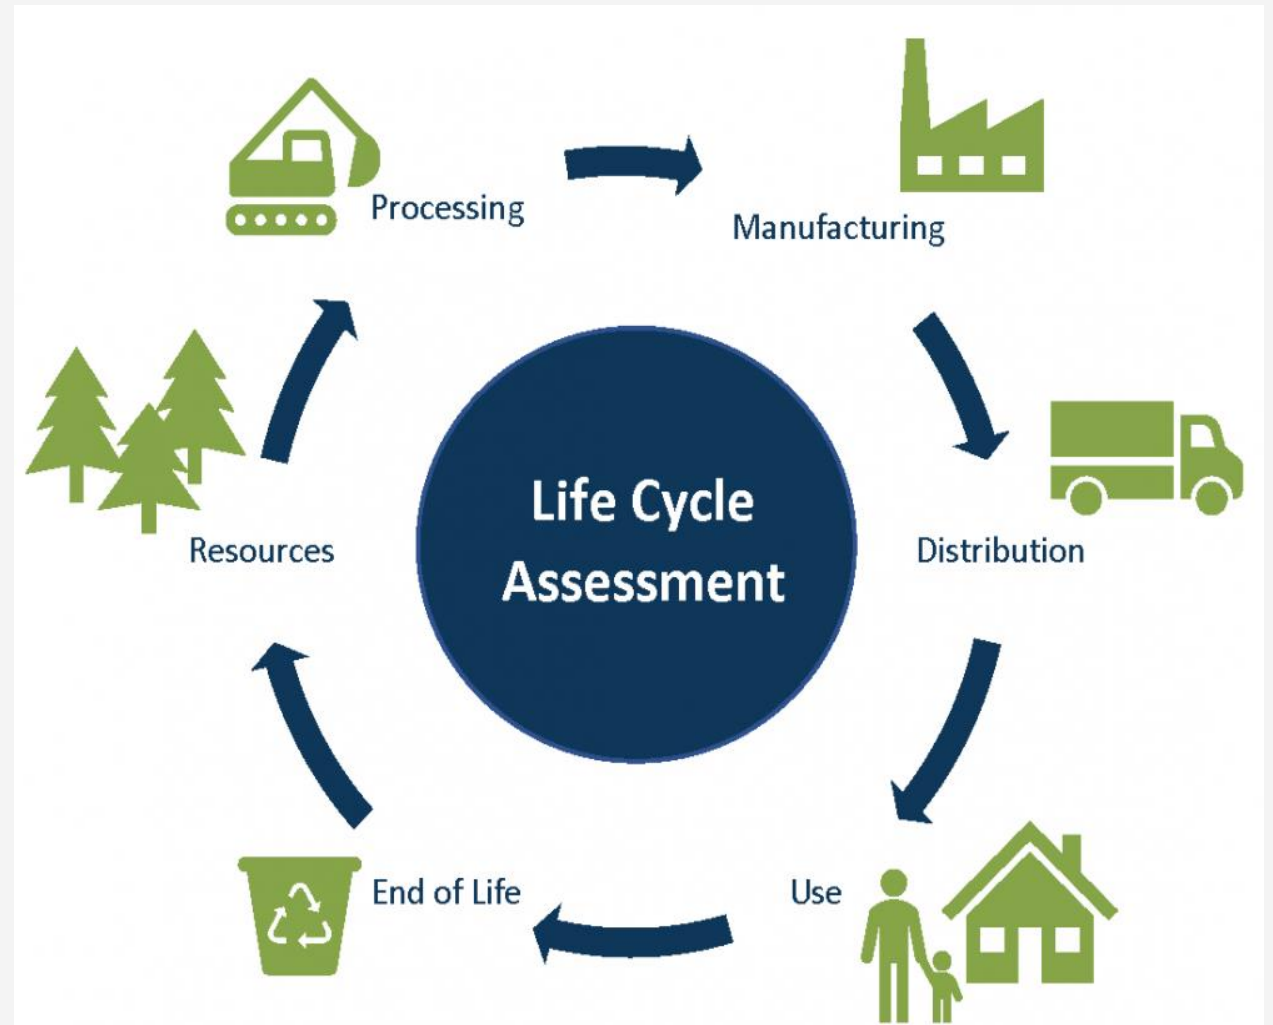 Processing
Manufacturing
Resources
Life Cycle
Assessment
Distribution
End of Life
Use